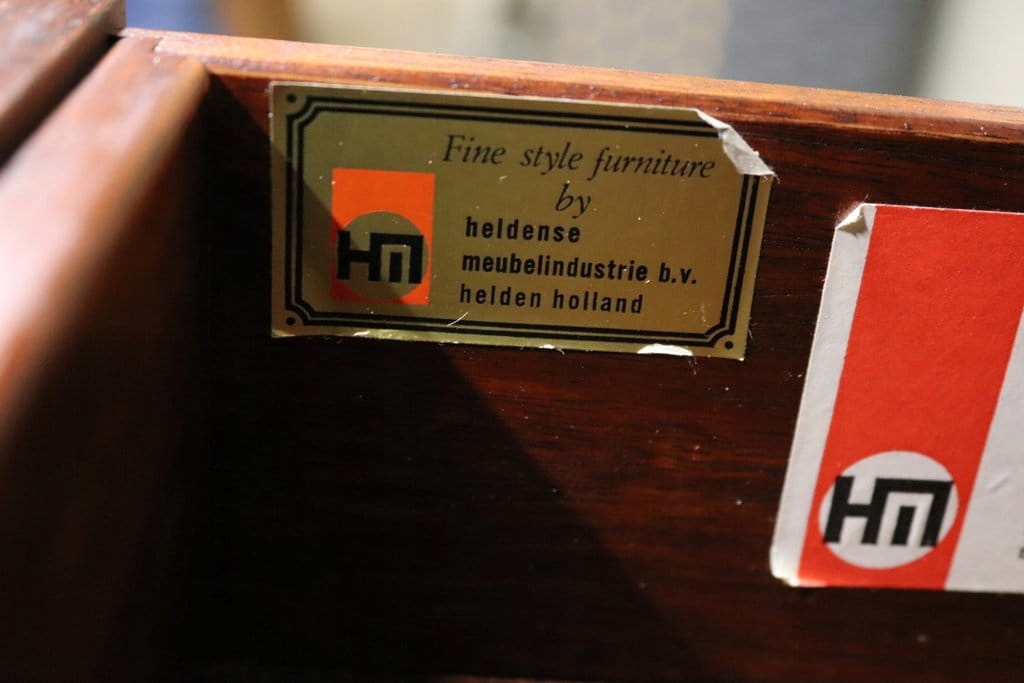 Fine style furniture
by
heldense
meubelindustrie b.v.
helden holland
HM
HM